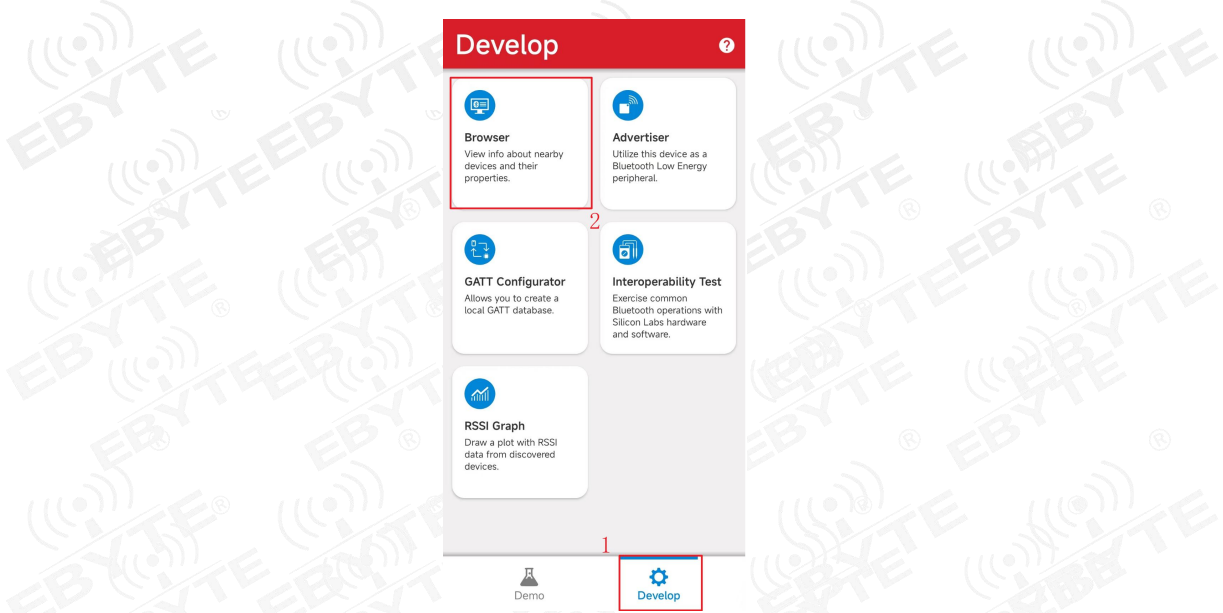 Develop
?
Browser
View info about nearby
devices and their
properties.
Advertiser
Utilize this device as a
Bluetooth Low Energy
peripheral.
2
GATT Configurator
Allows you to create a
local GATT database.
Interoperability Test
Exercise common
Bluetooth operations with
Silicon Labs hardware
and software.
RSSI Graph
Draw a plot with RSSI
data from discovered
devices.
1
Demo
Develop
EBYTE
®